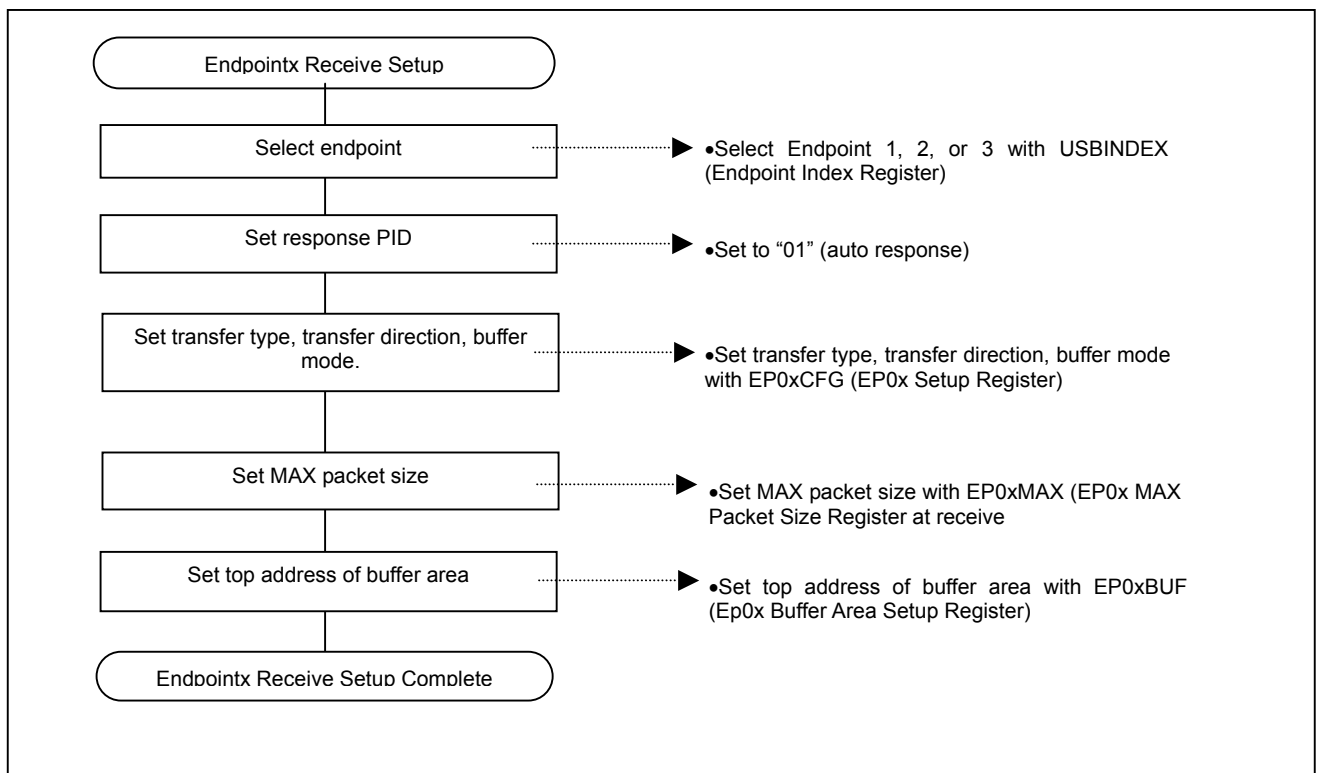 Endpointx Receive Setup
Select endpoint
•Select Endpoint 1, 2, or 3 with USBINDEX
(Endpoint Index Register)
Set response PID
•Set to “01” (auto response)
Set transfer type, transfer direction, buffer
mode.
•Set transfer type, transfer direction, buffer mode
with EP0xCFG (EP0x Setup Register)
Set MAX packet size
•Set MAX packet size with EP0xMAX (EP0x MAX
Packet Size Register at receive
Set top address of buffer area
•Set top address of buffer area with EP0xBUF
(Ep0x Buffer Area Setup Register)
Endpointx Receive Setup Complete